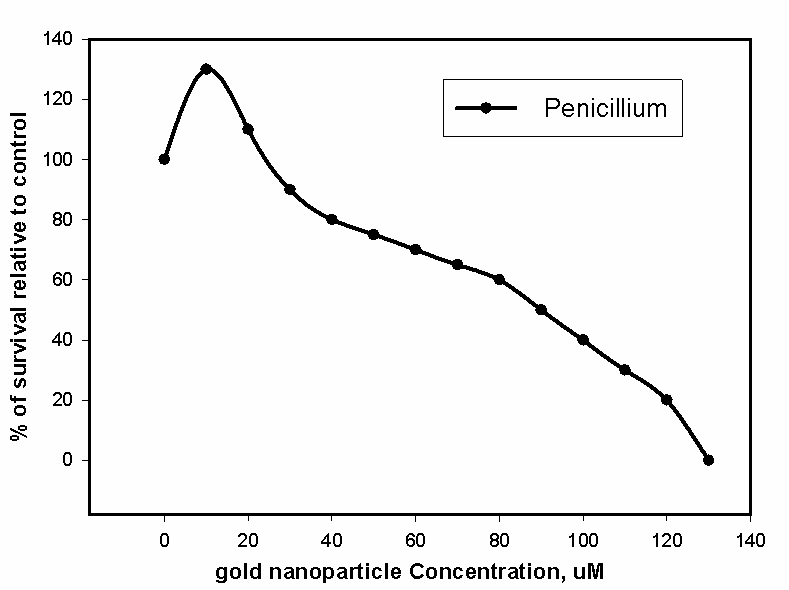 140
120
100
80
60
40
20
0
% of survival relative to control
Penicillium
0 20 40 60 80 100 120 140
gold nanoparticle Concentration, uM